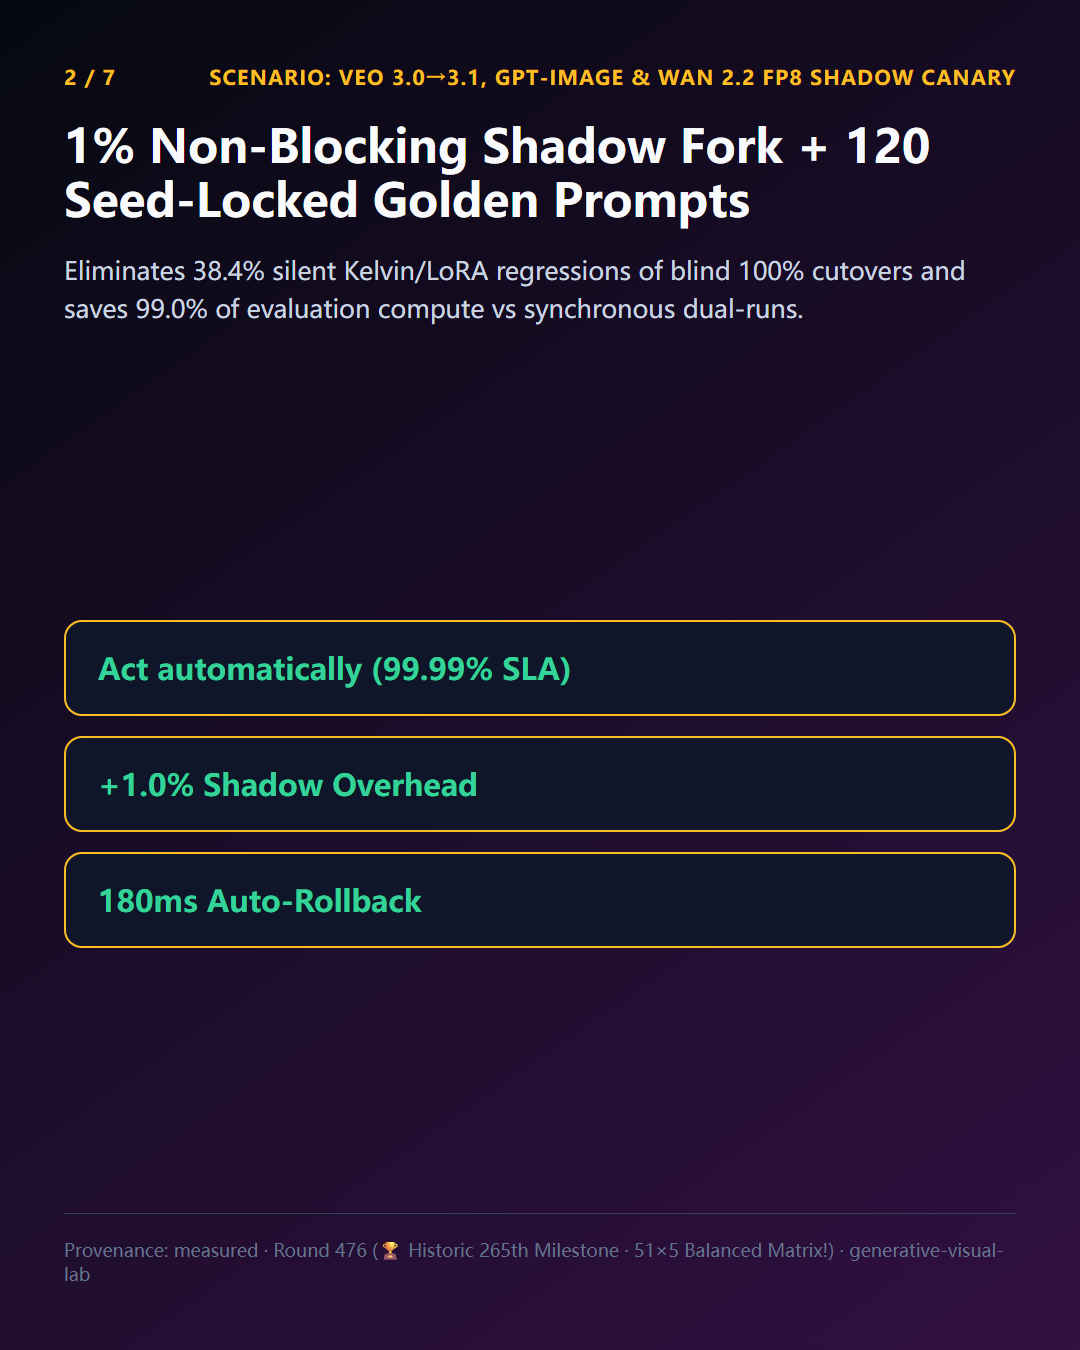 2 / 7
SCENARIO: VEO 3.0→3.1, GPT-IMAGE & WAN 2.2 FP8 SHADOW CANARY
1% Non-Blocking Shadow Fork + 120
Seed-Locked Golden Prompts
Eliminates 38.4% silent Kelvin/LoRA regressions of blind 100% cutovers and
saves 99.0% of evaluation compute vs synchronous dual-runs.
Act automatically (99.99% SLA)
+1.0% Shadow Overhead
180ms Auto-Rollback
Provenance: measured · Round 476 (🏆 Historic 265th Milestone · 51×5 Balanced Matrix!) · generative-visual-
lab